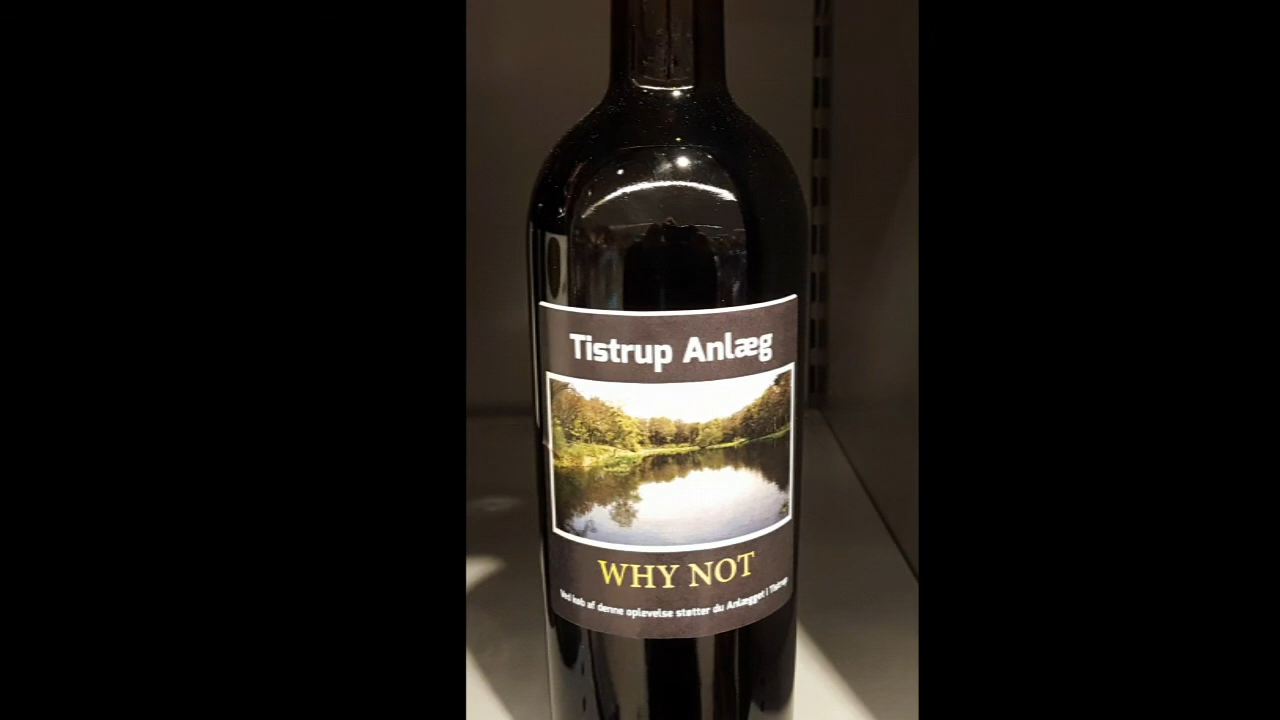 Tistrup Anlæg
WHY NOT
Ved køb af denne oplevelse støtter du Anlægget i Tistrup